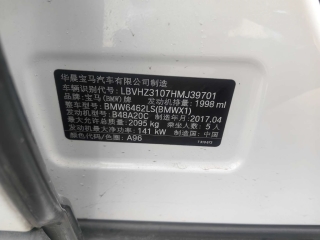 华晨宝马汽车有限公司制造
车辆识别代号: LBVHZ3107HMJ39701
品牌: 宝马(BMW)牌 发动机排量: 1998 ml
整车型号: BMW6462LS(BMWX1)
发动机型号: B48A20C 制造年月: 2017.04
最大允许总质量: 2095 kg 乘坐人数: 5 人
发动机最大净功率: 141 kW 制造国: 中国
颜色代码/色圈: A96